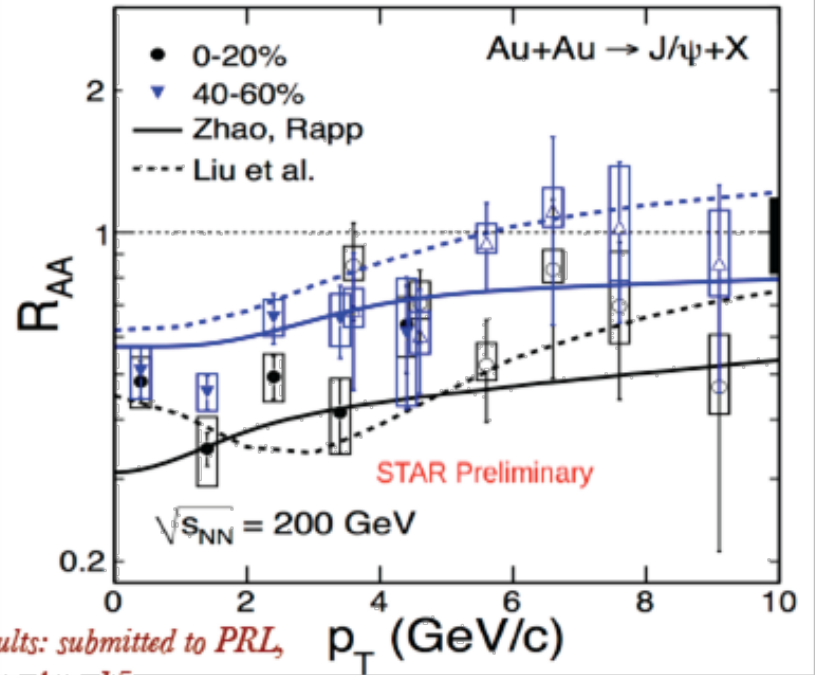 2
1
0.2
R_AA
0-20%
40-60%
Zhao, Rapp
Liu et al.
Au+Au → J/ψ+X
STAR Preliminary
√s_NN = 200 GeV
0 2 4 6 8 10
p_T (GeV/c)
ults: submitted to PRL,